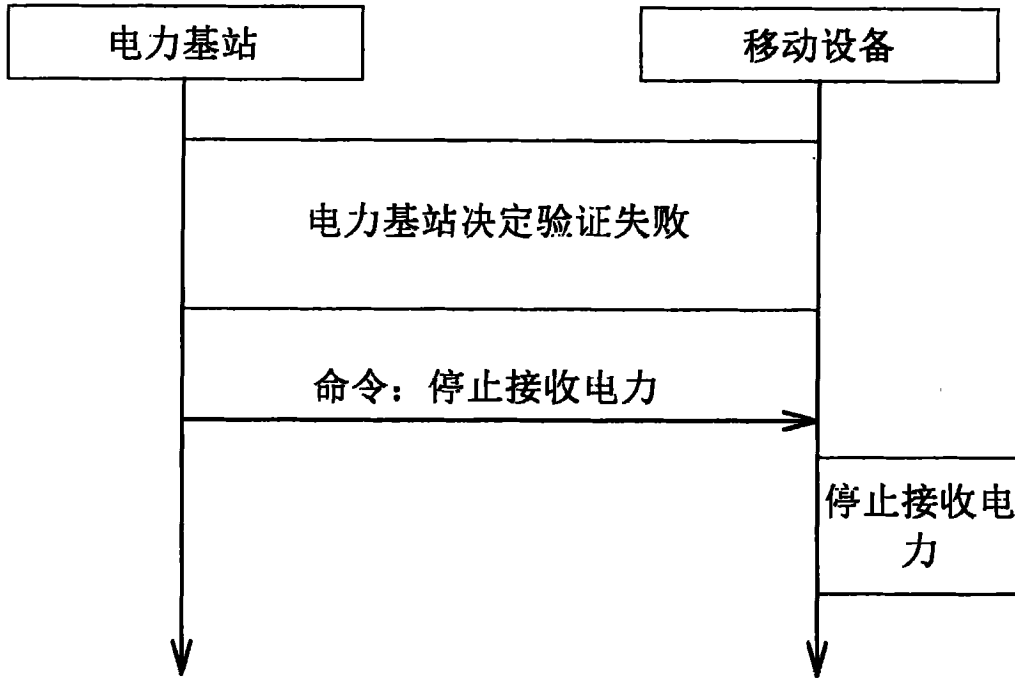 电力基站
移动设备
电力基站决定验证失败
命令：停止接收电力
停止接收电
力